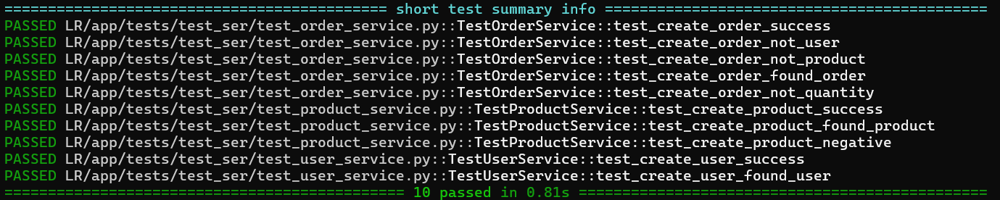 ============================================ short test summary info ============================================
PASSED LR/app/tests/test_ser/test_order_service.py::TestOrderService::test_create_order_success
PASSED LR/app/tests/test_ser/test_order_service.py::TestOrderService::test_create_order_not_user
PASSED LR/app/tests/test_ser/test_order_service.py::TestOrderService::test_create_order_not_product
PASSED LR/app/tests/test_ser/test_order_service.py::TestOrderService::test_create_order_found_order
PASSED LR/app/tests/test_ser/test_order_service.py::TestOrderService::test_create_order_not_quantity
PASSED LR/app/tests/test_ser/test_product_service.py::TestProductService::test_create_product_success
PASSED LR/app/tests/test_ser/test_product_service.py::TestProductService::test_create_product_found_product
PASSED LR/app/tests/test_ser/test_product_service.py::TestProductService::test_create_product_negative
PASSED LR/app/tests/test_ser/test_user_service.py::TestUserService::test_create_user_success
PASSED LR/app/tests/test_ser/test_user_service.py::TestUserService::test_create_user_found_user
============================================== 10 passed in 0.81s ===============================================